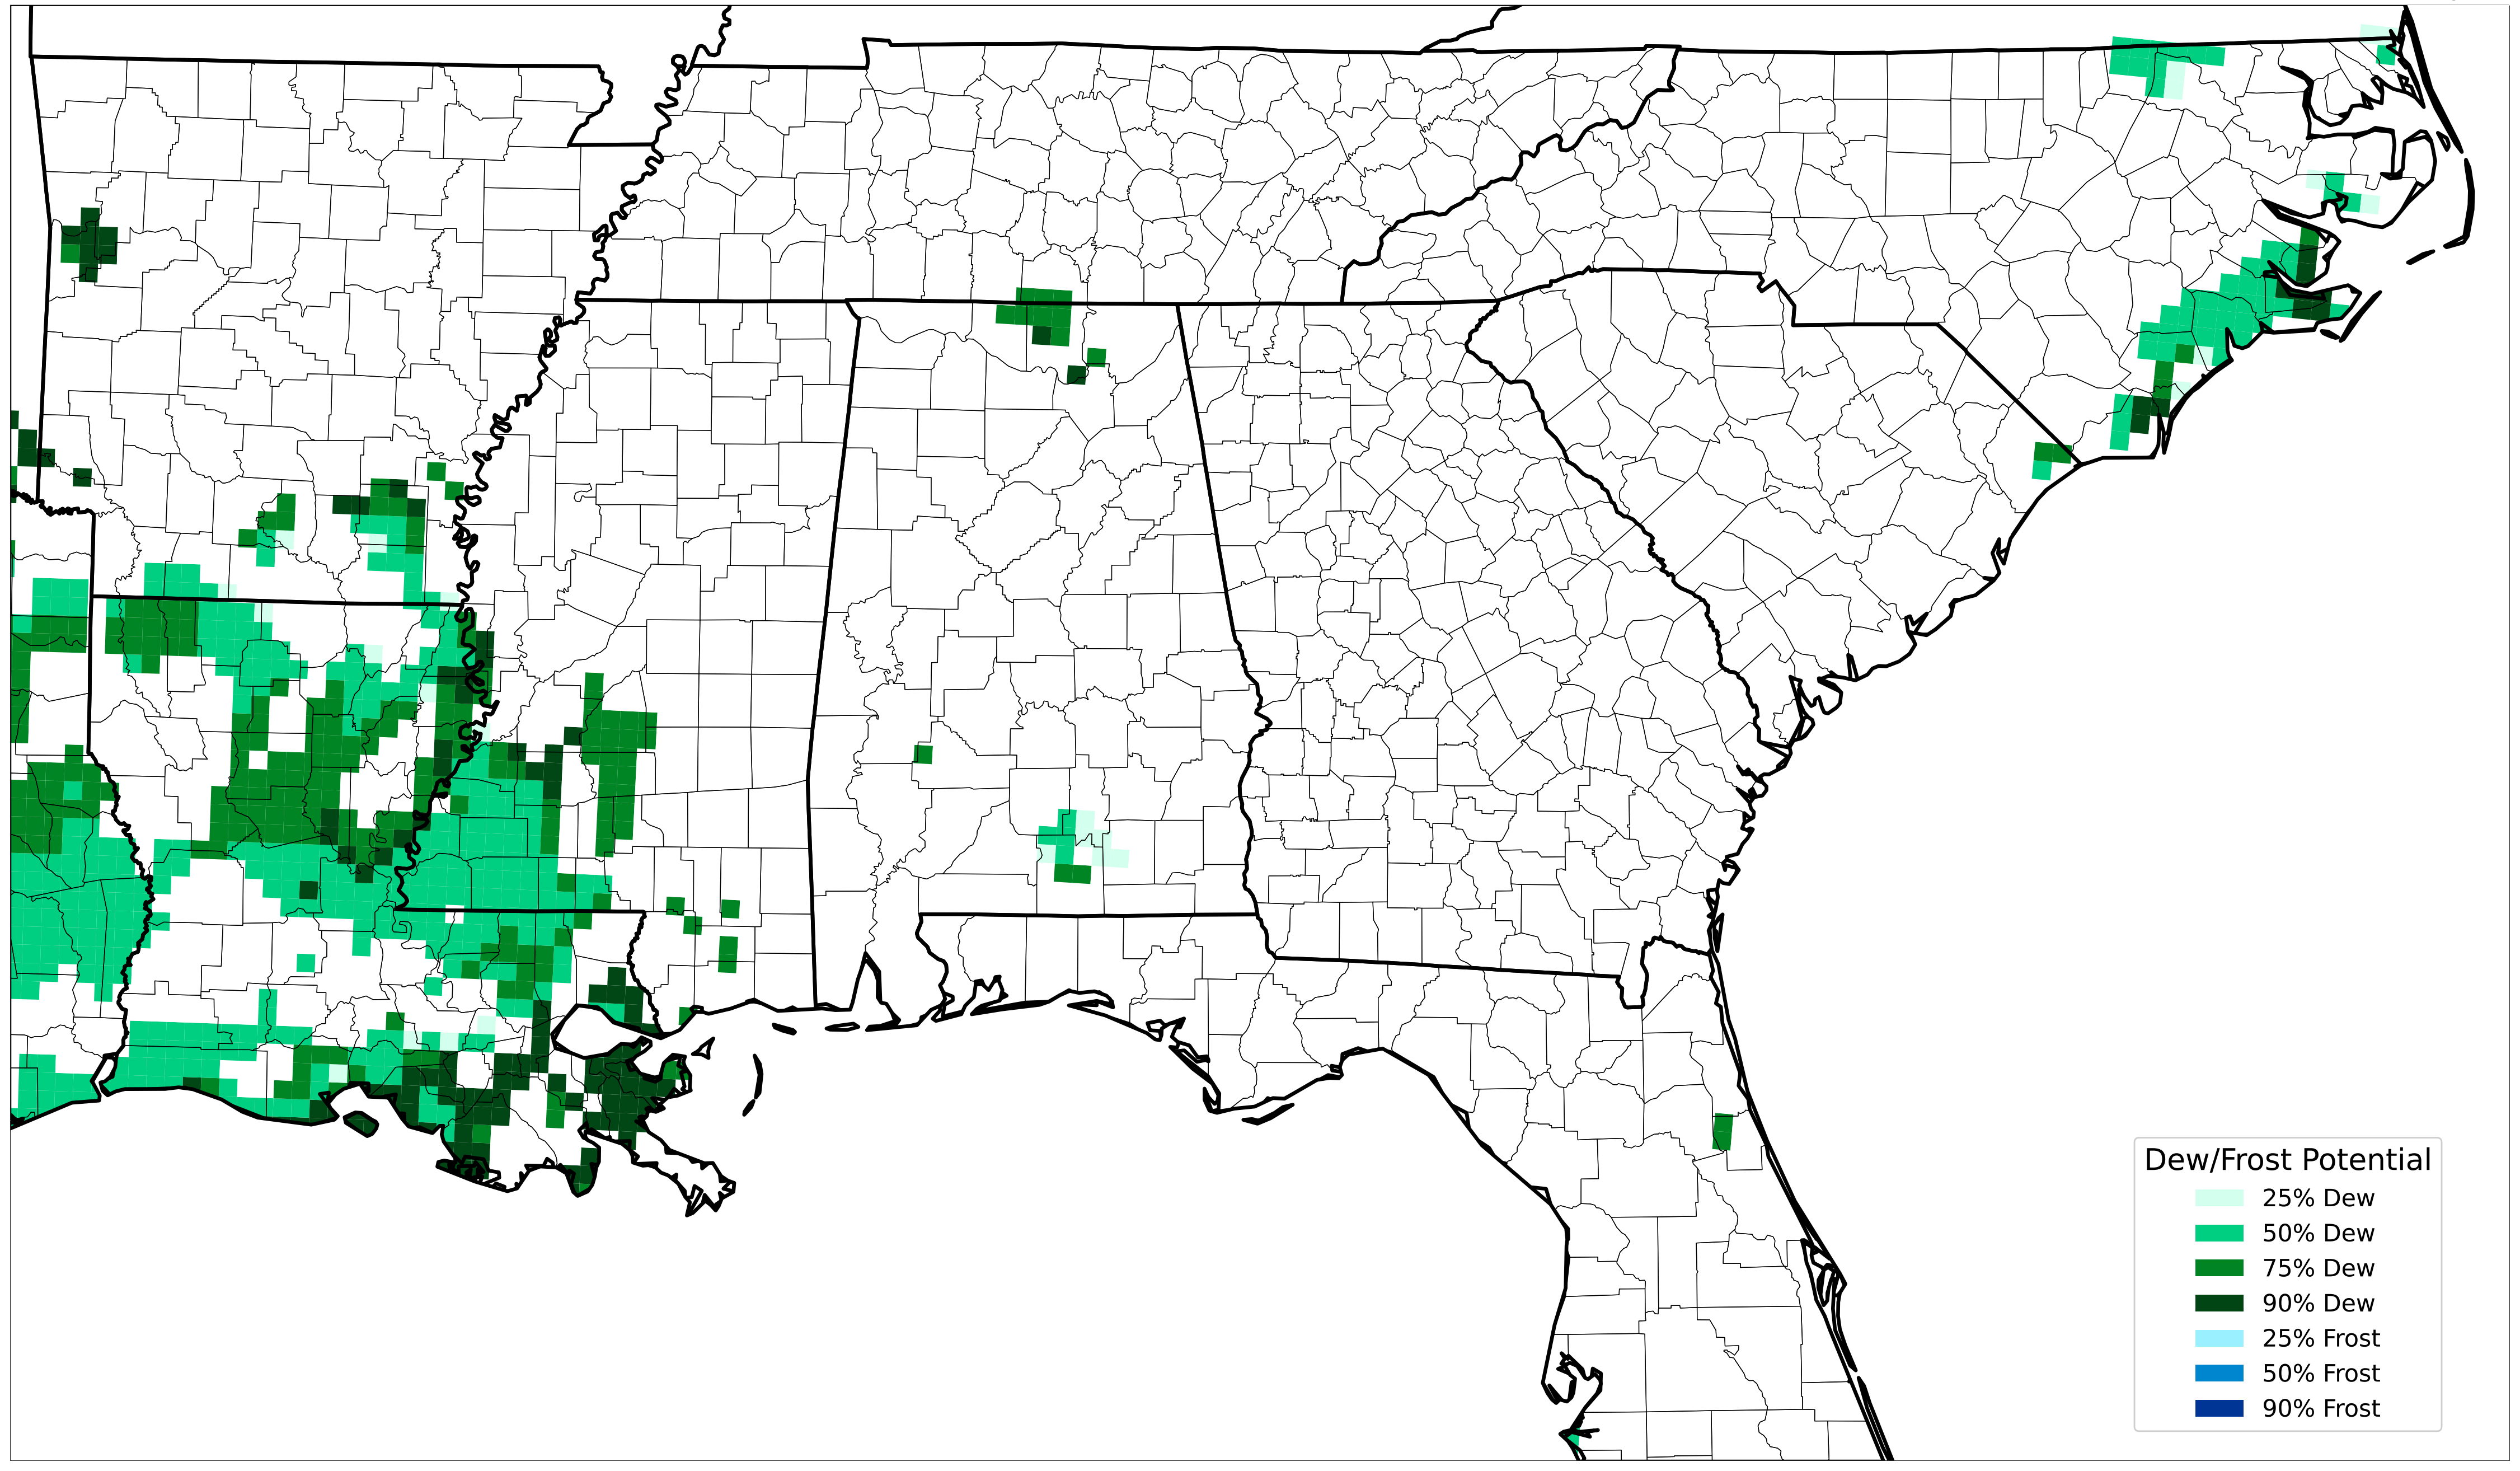 Dew/Frost Potential
25% Dew
50% Dew
75% Dew
90% Dew
25% Frost
50% Frost
90% Frost